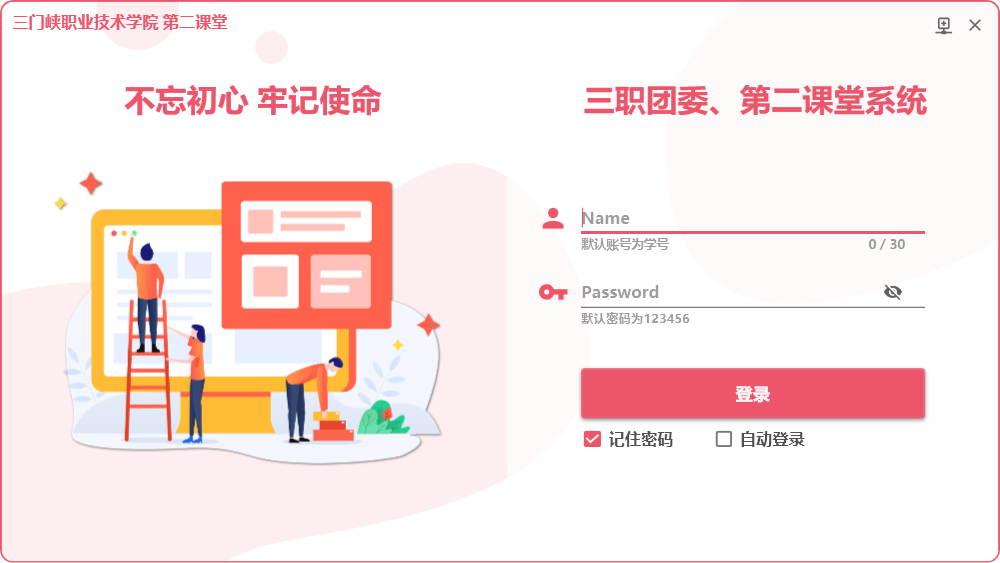 三门峡职业技术学院 第二课堂
不忘初心 牢记使命
三职团委、第二课堂系统
Name
默认账号为学号
0 / 30
Password
默认密码为123456
登录
记住密码
自动登录